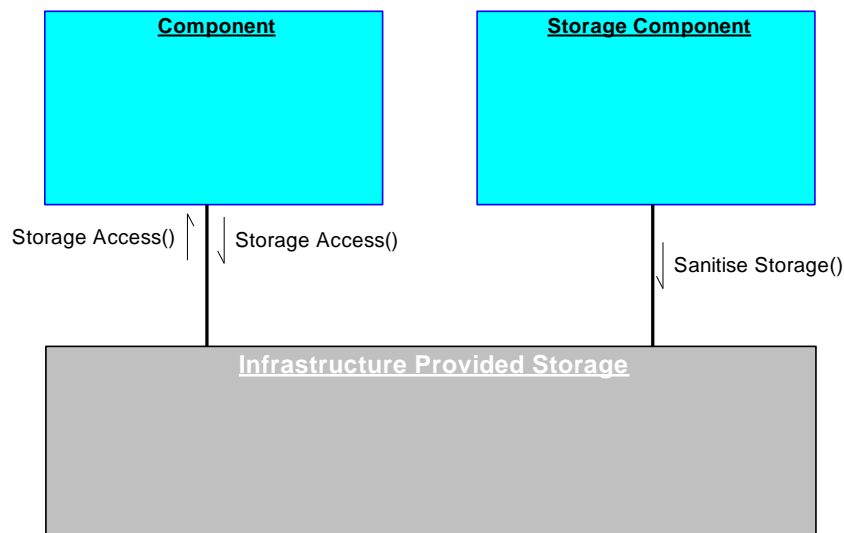 Component
Storage Component
Storage Access()
Storage Access()
Sanitise Storage()
Infrastructure Provided Storage